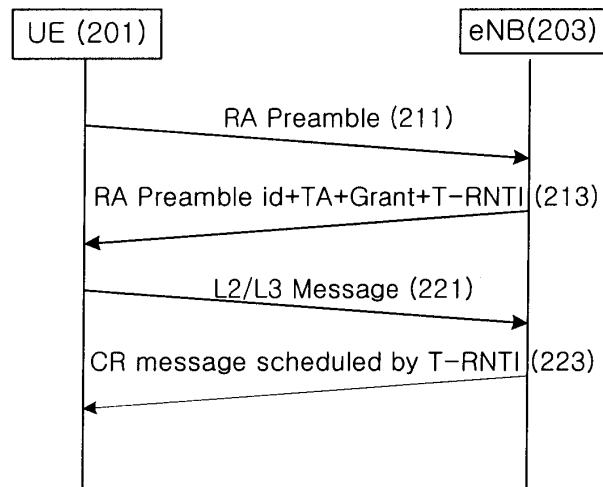 UE (201)
eNB(203)
RA Preamble (211)
RA Preamble id+TA+Grant+T-RNTI (213)
L2/L3 Message (221)
CR message scheduled by T-RNTI (223)